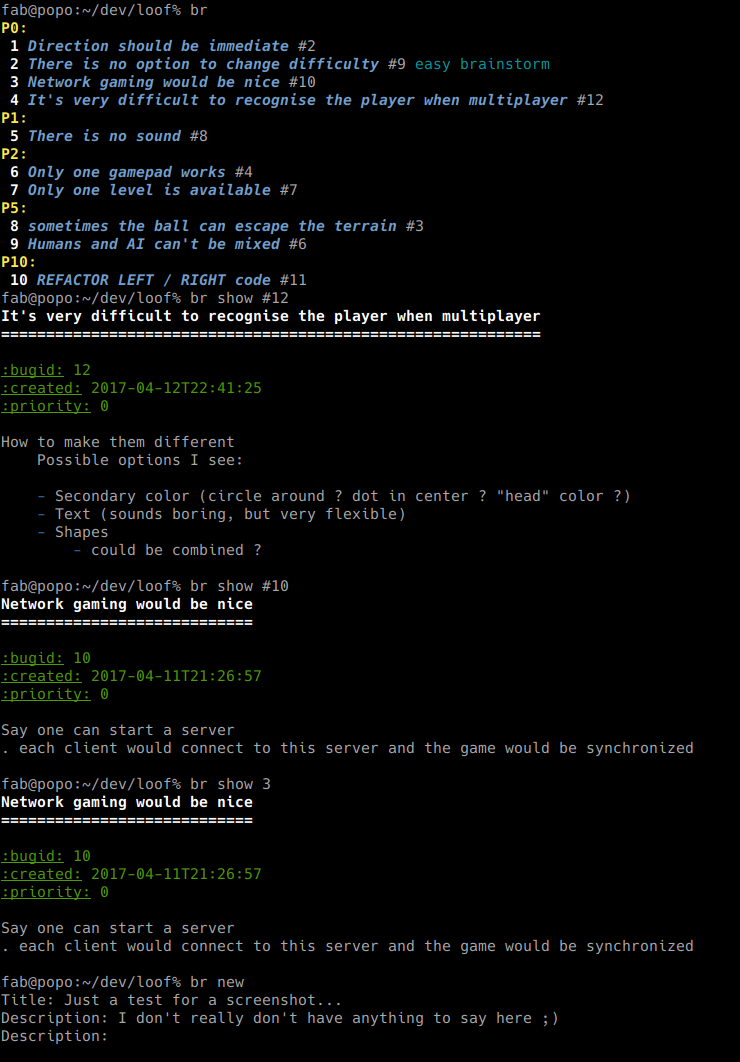 fab@popo:~/dev/loof% br
P0:
 1 Direction should be immediate #2
 2 There is no option to change difficulty #9 easy brainstorm
 3 Network gaming would be nice #10
 4 It's very difficult to recognise the player when multiplayer #12
P1:
 5 There is no sound #8
P2:
 6 Only one gamepad works #4
 7 Only one level is available #7
P5:
 8 sometimes the ball can escape the terrain #3
 9 Humans and AI can't be mixed #6
P10:
 10 REFACTOR LEFT / RIGHT code #11
fab@popo:~/dev/loof% br show #12
It's very difficult to recognise the player when multiplayer
============================================================
:bugid: 12
:created: 2017-04-12T22:41:25
:priority: 0
How to make them different
    Possible options I see:
    - Secondary color (circle around ? dot in center ? "head" color ?)
    - Text (sounds boring, but very flexible)
    - Shapes
        - could be combined ?
fab@popo:~/dev/loof% br show #10
Network gaming would be nice
============================
:bugid: 10
:created: 2017-04-11T21:26:57
:priority: 0
Say one can start a server
. each client would connect to this server and the game would be synchronized
fab@popo:~/dev/loof% br show 3
Network gaming would be nice
============================
:bugid: 10
:created: 2017-04-11T21:26:57
:priority: 0
Say one can start a server
. each client would connect to this server and the game would be synchronized
fab@popo:~/dev/loof% br new
Title: Just a test for a screenshot...
Description: I don't really don't have anything to say here ;)
Description: